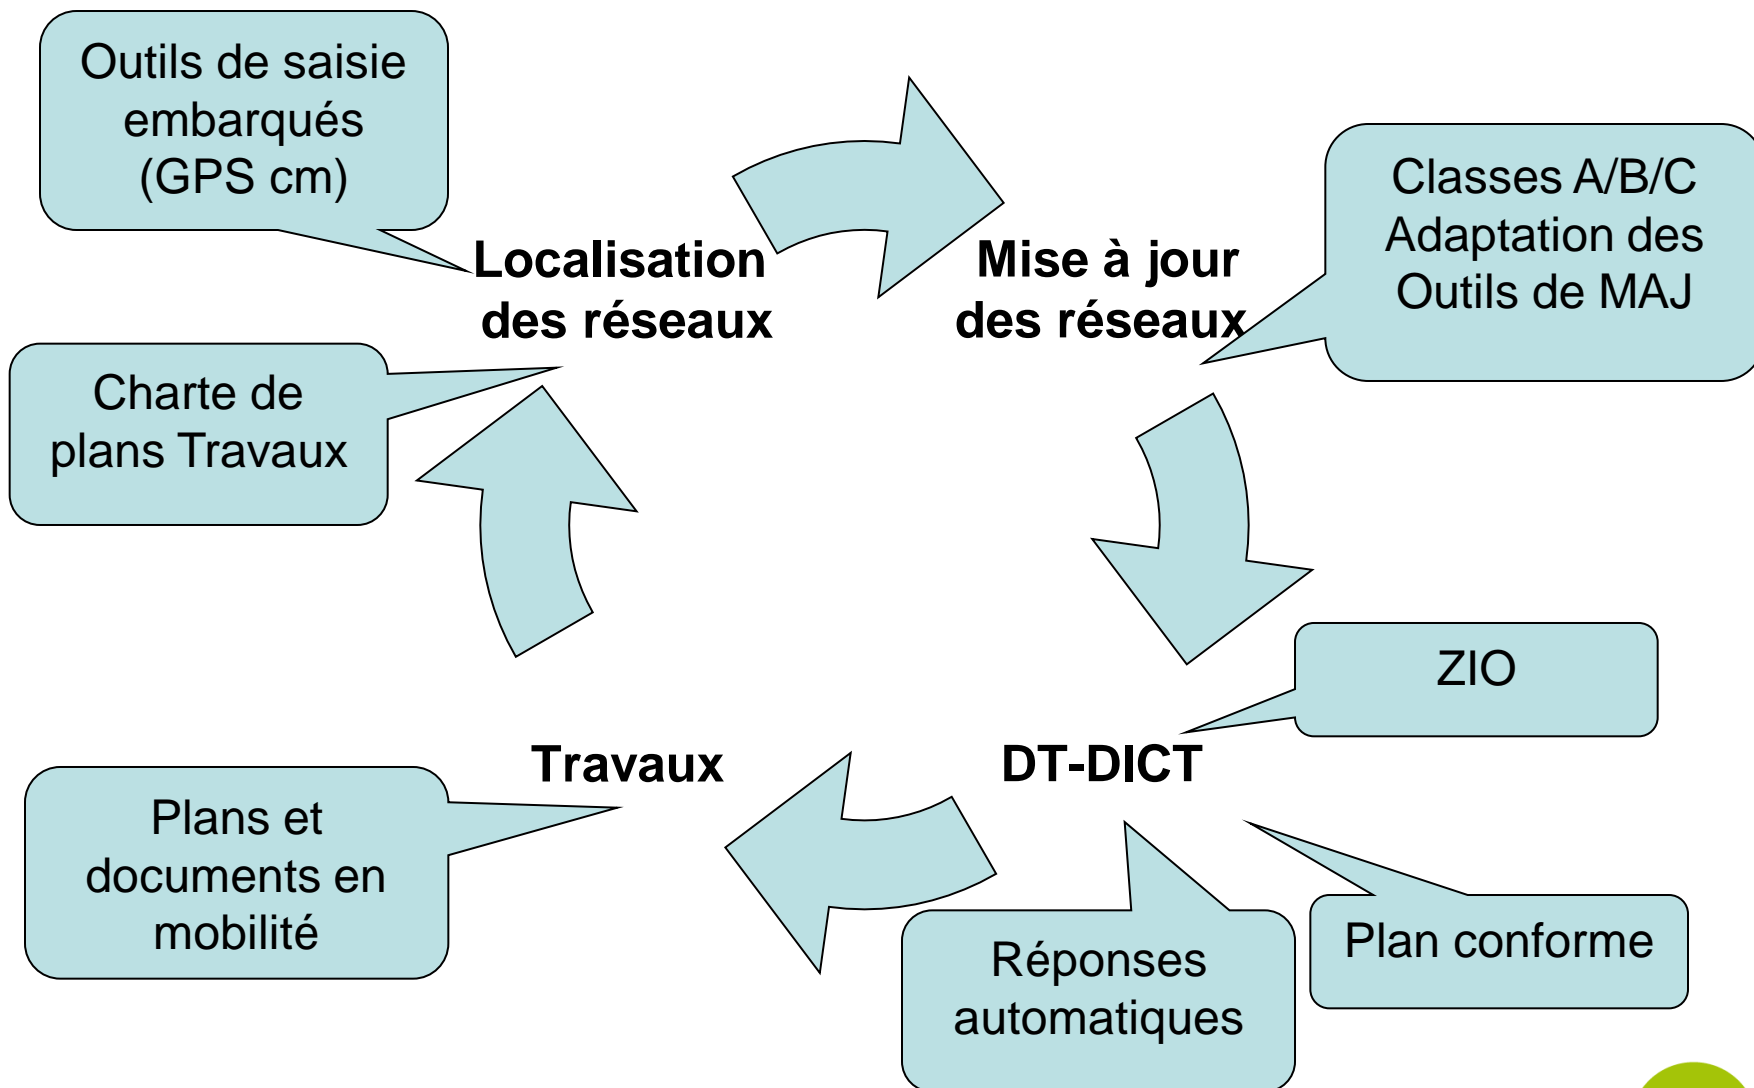 Outils de saisie
embarqués
(GPS cm)
Localisation
des réseaux
Mise à jour
des réseaux
Classes A/B/C
Adaptation des
Outils de MAJ
Charte de
plans Travaux
ZIO
Travaux
DT-DICT
Plans et
documents en
mobilité
Réponses
automatiques
Plan conforme